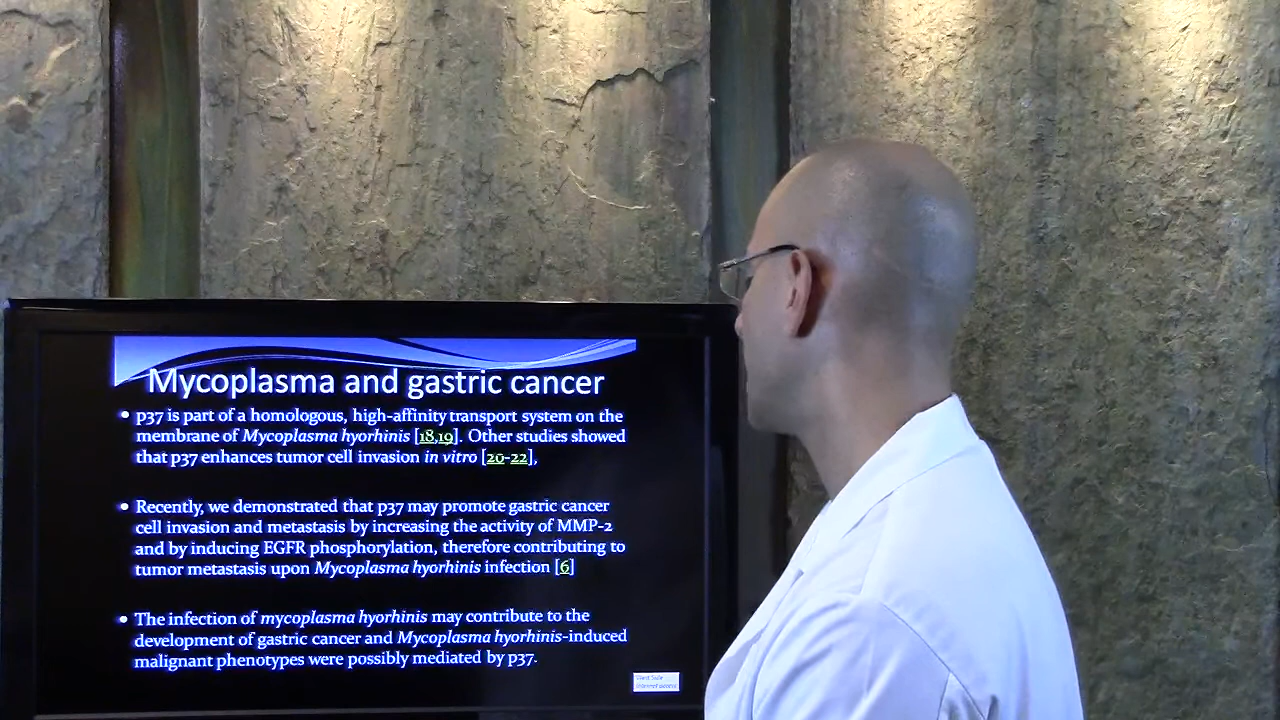 Mycoplasma and gastric cancer
• p37 is part of a homologous, high-affinity transport system on the
membrane of Mycoplasma hyorhinis [18,19]. Other studies showed
that p37 enhances tumor cell invasion in vitro [20-22],
• Recently, we demonstrated that p37 may promote gastric cancer
cell invasion and metastasis by increasing the activity of MMP-2
and by inducing EGFR phosphorylation, therefore contributing to
tumor metastasis upon Mycoplasma hyorhinis infection [6]
• The infection of mycoplasma hyorhinis may contribute to the
development of gastric cancer and Mycoplasma hyorhinis-induced
malignant phenotypes were possibly mediated by p37.